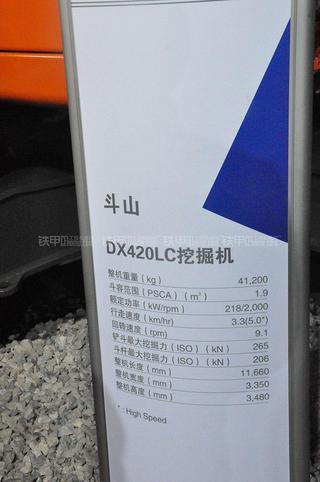 斗山
DX420LC挖掘机
整机重量 ( kg ) 41,200
斗容范围 ( PSCA ) ( m³ ) 1.9
额定功率 ( kW/rpm ) 218/2,000
行走速度 ( km/hr ) 3.3(5.0*)
回转速度 ( rpm ) 9.1
铲斗最大挖掘力 ( ISO ) ( kN ) 265
斗杆最大挖掘力 ( ISO ) ( kN ) 206
整机长度 ( mm ) 11,660
整机宽度 ( mm ) 3,350
整机高度 ( mm ) 3,480
* : High Speed